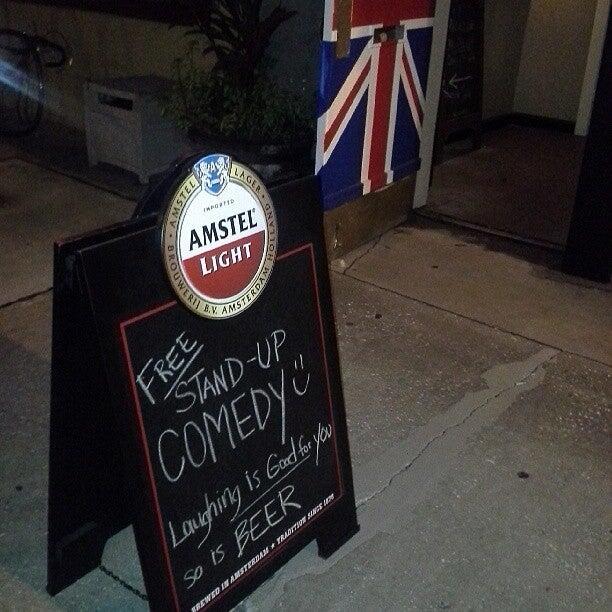 AMSTEL LAGER
IMPORTED
AMSTEL®
LIGHT
BROUWERIJ B.V. AMSTERDAM HOLLAND
FREE
STAND-UP
COMEDY :)
Laughing is Good for You
so is BEER
BREWED IN AMSTERDAM ★ TRADITION SINCE 1870